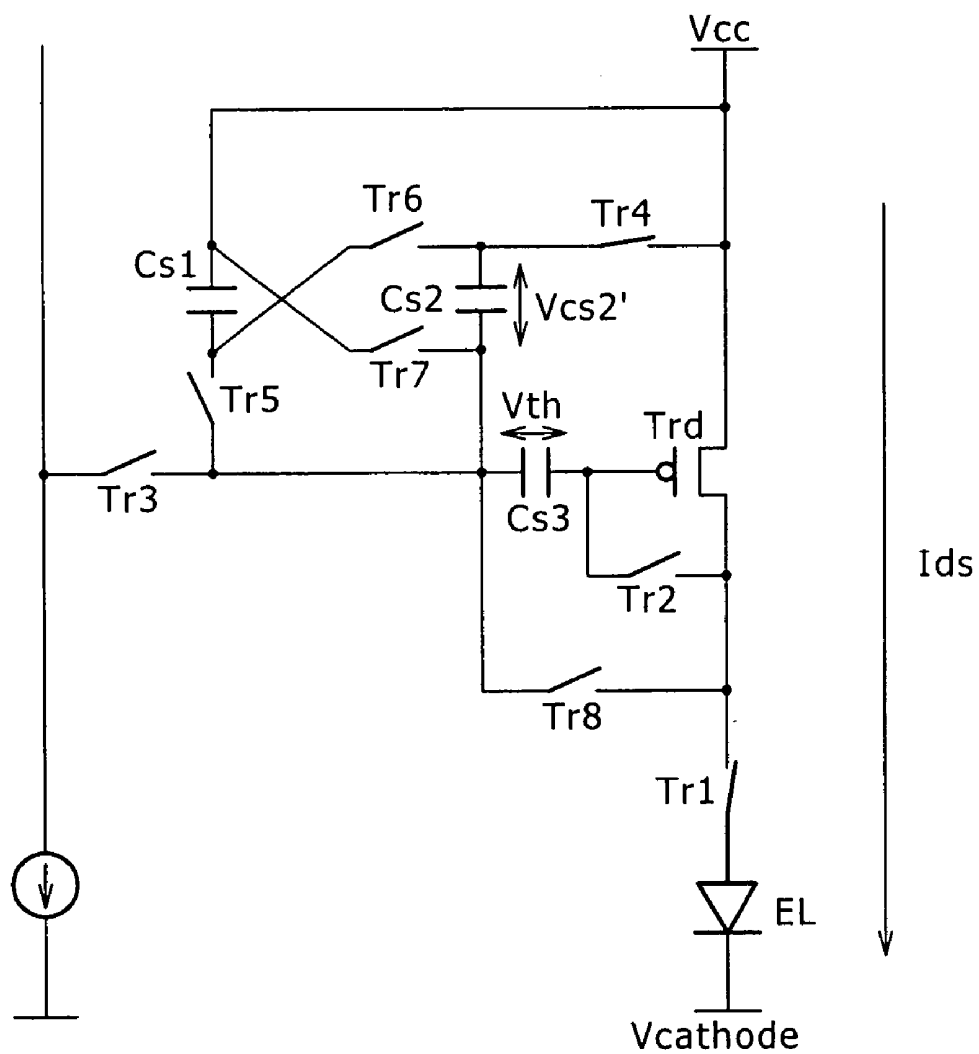 Vcc
Tr6
Tr4
Cs1
Cs2
Vcs2'
Tr7
Tr5
Vth
Trd
Tr3
Cs3
Ids
Tr2
Tr8
Tr1
EL
Vcathode